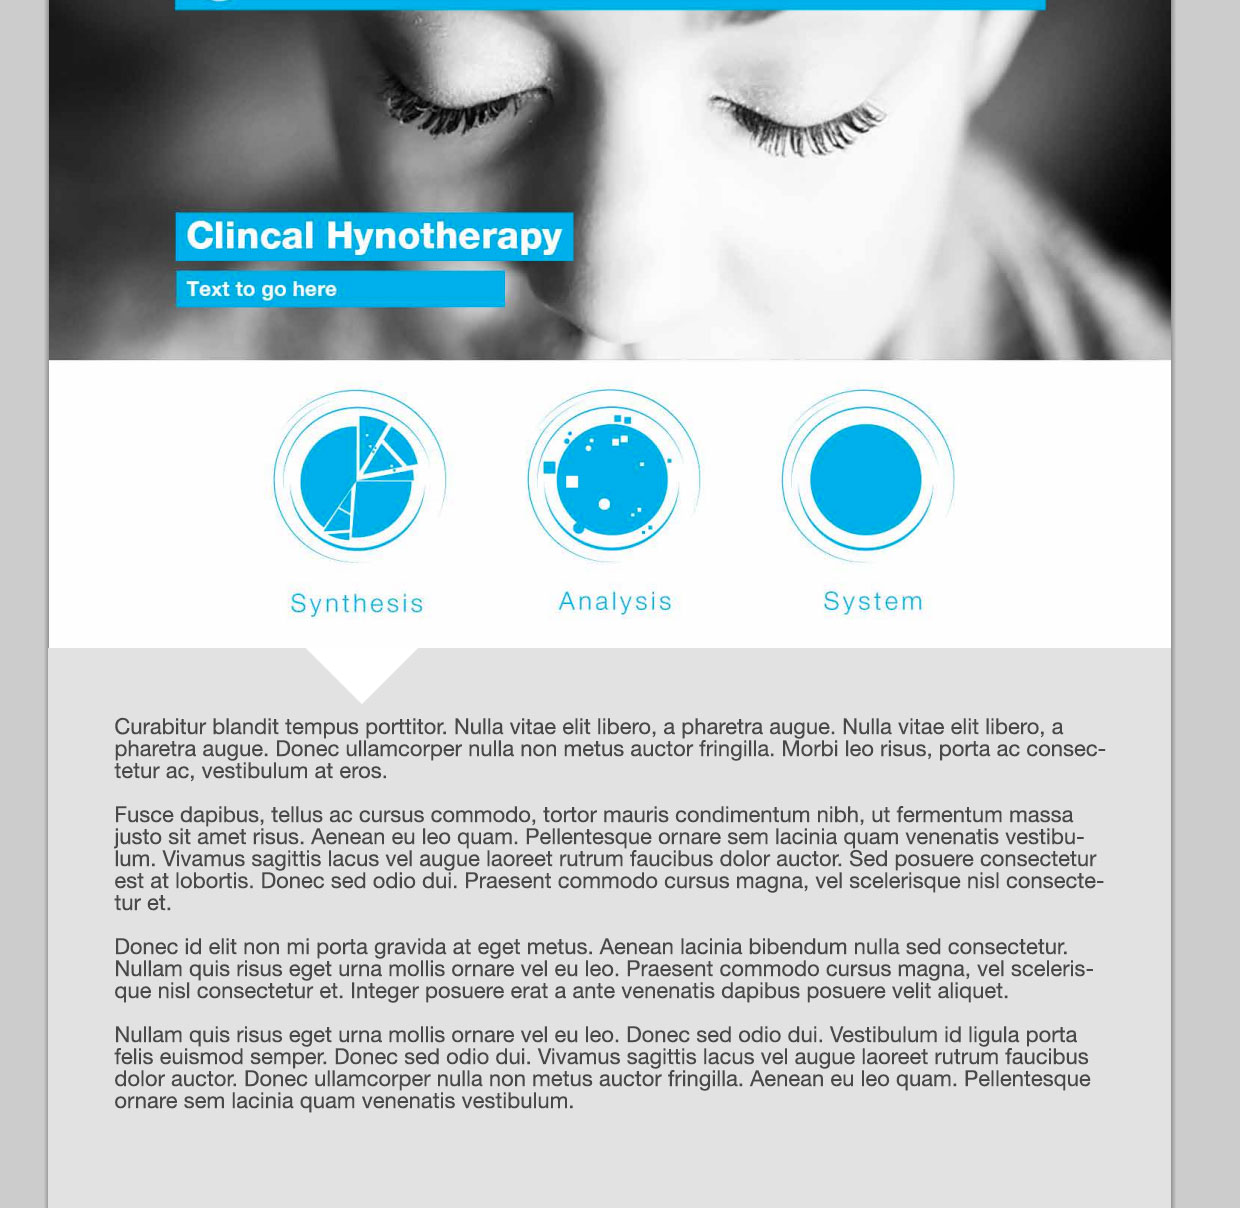 Clincal Hynotherapy
Text to go here
Synthesis
Analysis
System
Curabitur blandit tempus porttitor. Nulla vitae elit libero, a pharetra augue. Nulla vitae elit libero, a
pharetra augue. Donec ullamcorper nulla non metus auctor fringilla. Morbi leo risus, porta ac consec-
tetur ac, vestibulum at eros.
Fusce dapibus, tellus ac cursus commodo, tortor mauris condimentum nibh, ut fermentum massa
justo sit amet risus. Aenean eu leo quam. Pellentesque ornare sem lacinia quam venenatis vestibu-
lum. Vivamus sagittis lacus vel augue laoreet rutrum faucibus dolor auctor. Sed posuere consectetur
est at lobortis. Donec sed odio dui. Praesent commodo cursus magna, vel scelerisque nisl consecte-
tur et.
Donec id elit non mi porta gravida at eget metus. Aenean lacinia bibendum nulla sed consectetur.
Nullam quis risus eget urna mollis ornare vel eu leo. Praesent commodo cursus magna, vel sceleris-
que nisl consectetur et. Integer posuere erat a ante venenatis dapibus posuere velit aliquet.
Nullam quis risus eget urna mollis ornare vel eu leo. Donec sed odio dui. Vestibulum id ligula porta
felis euismod semper. Donec sed odio dui. Vivamus sagittis lacus vel augue laoreet rutrum faucibus
dolor auctor. Donec ullamcorper nulla non metus auctor fringilla. Aenean eu leo quam. Pellentesque
ornare sem lacinia quam venenatis vestibulum.